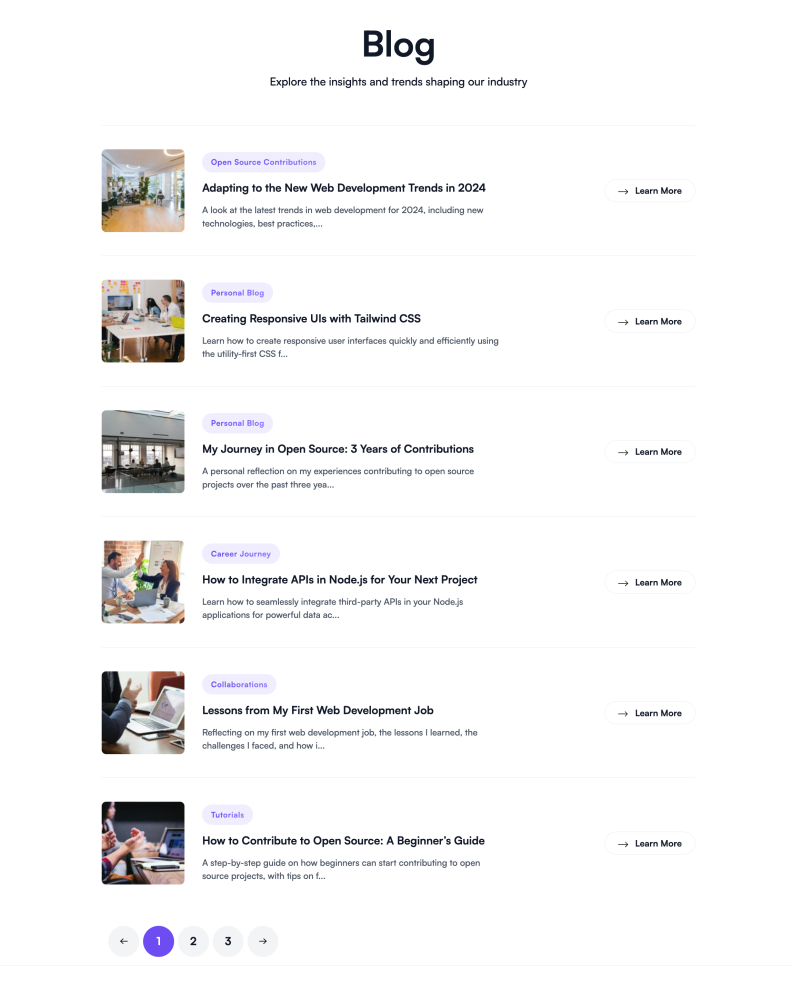 Blog
Explore the insights and trends shaping our industry
Open Source Contributions
Adapting to the New Web Development Trends in 2024
A look at the latest trends in web development for 2024, including new
technologies, best practices,...
→ Learn More
Personal Blog
Creating Responsive UIs with Tailwind CSS
Learn how to create responsive user interfaces quickly and efficiently using
the utility-first CSS f...
→ Learn More
Personal Blog
My Journey in Open Source: 3 Years of Contributions
A personal reflection on my experiences contributing to open source
projects over the past three yea...
→ Learn More
Career Journey
How to Integrate APIs in Node.js for Your Next Project
Learn how to seamlessly integrate third-party APIs in your Node.js
applications for powerful data ac...
→ Learn More
Collaborations
Lessons from My First Web Development Job
Reflecting on my first web development job, the lessons I learned, the
challenges I faced, and how i...
→ Learn More
Tutorials
How to Contribute to Open Source: A Beginner's Guide
A step-by-step guide on how beginners can start contributing to open
source projects, with tips on f...
→ Learn More
← 1 2 3 →